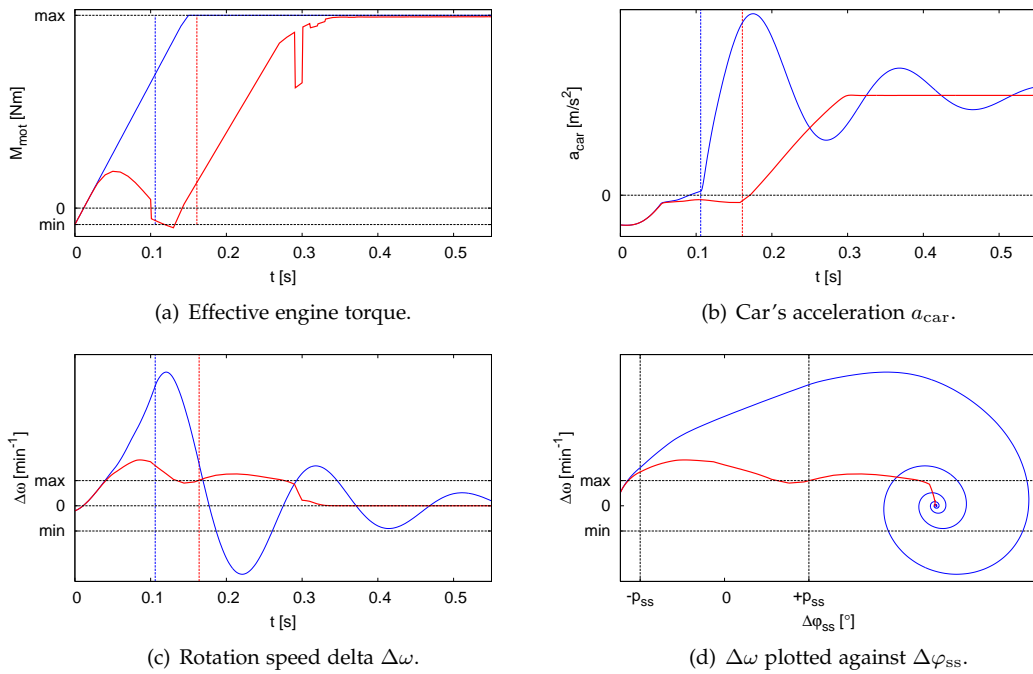 max
0
min
M_mot [Nm]
0 0.1 0.2 0.3 0.4 0.5
t [s]
(a) Effective engine torque.
0
a_car [m/s²]
0 0.1 0.2 0.3 0.4 0.5
t [s]
(b) Car's acceleration a_car.
max
0
min
Δω [min⁻¹]
0 0.1 0.2 0.3 0.4 0.5
t [s]
(c) Rotation speed delta Δω.
max
0
min
Δω [min⁻¹]
-p_ss 0 +p_ss
Δφ_ss [°]
(d) Δω plotted against Δφ_ss.